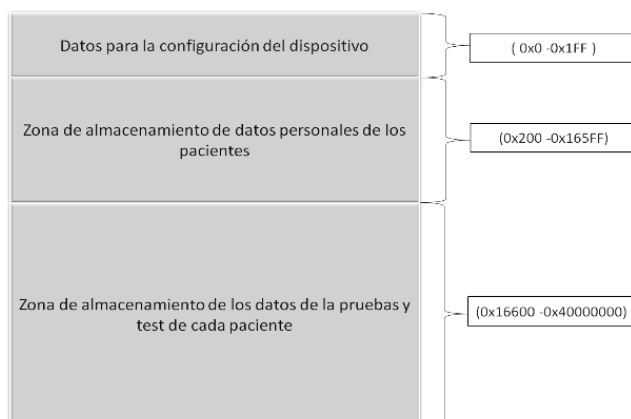 Datos para la configuración del dispositivo
( 0x0 -0x1FF )
Zona de almacenamiento de datos personales de los
pacientes
(0x200 -0x165FF)
Zona de almacenamiento de los datos de la pruebas y
test de cada paciente
(0x16600 -0x40000000)